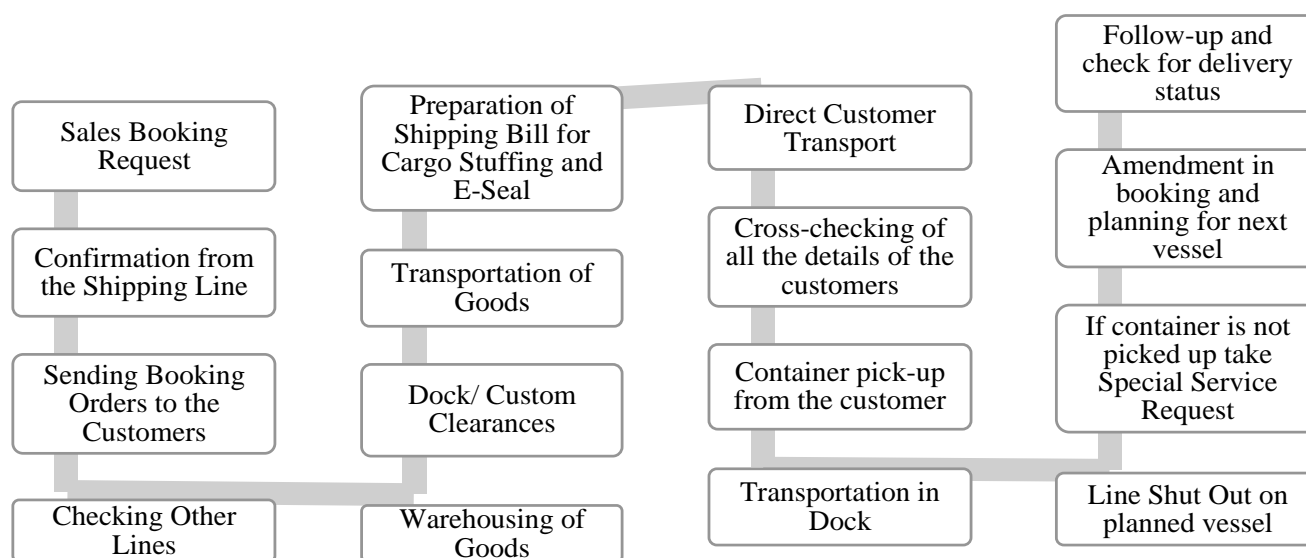 Sales Booking
Request
Confirmation from
the Shipping Line
Sending Booking
Orders to the
Customers
Checking Other
Lines
Warehousing of
Goods
Dock/ Custom
Clearances
Transportation of
Goods
Preparation of
Shipping Bill for
Cargo Stuffing and
E-Seal
Direct Customer
Transport
Cross-checking of
all the details of the
customers
Container pick-up
from the customer
Transportation in
Dock
Line Shut Out on
planned vessel
If container is not
picked up take
Special Service
Request
Amendment in
booking and
planning for next
vessel
Follow-up and
check for delivery
status